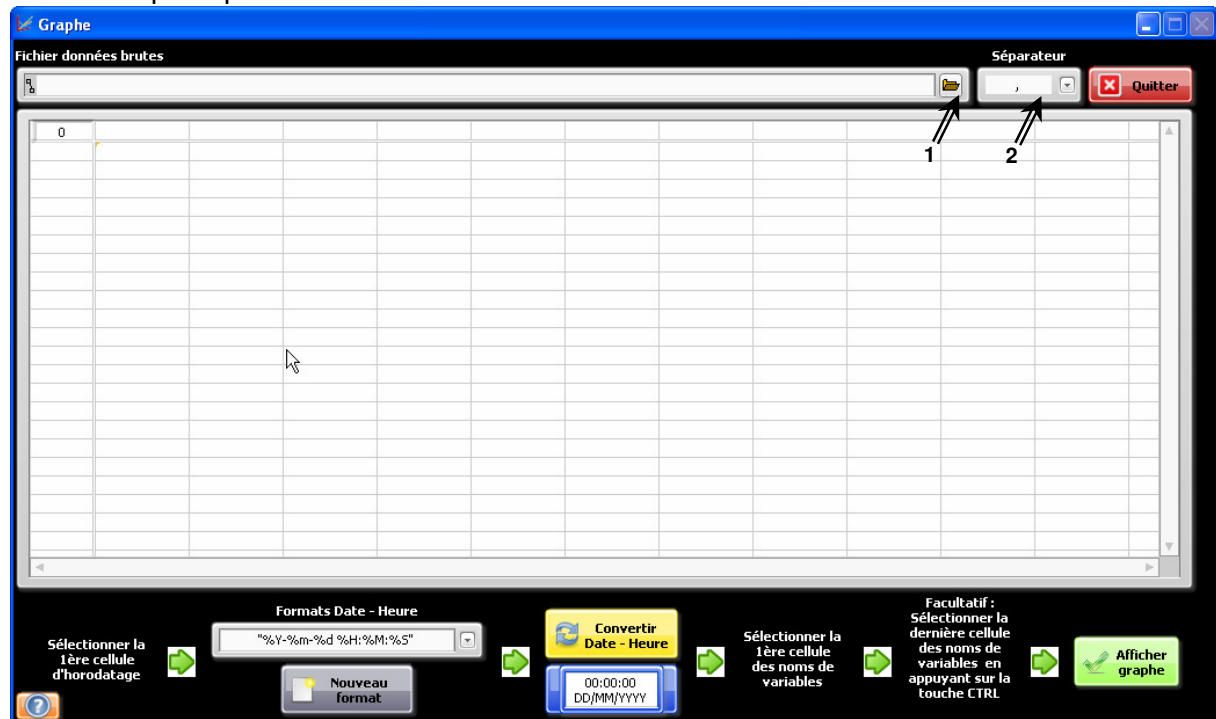 Graphe
Fichier données brutes
Séparateur
,
Quitter
1
2
0
Formats Date - Heure
"%Y-%m-%d %H:%M:%S"
Nouveau
format
Sélectionner la
1ère cellule
d'horodatage
Convertir
Date - Heure
00:00:00
DD/MM/YYYY
Sélectionner la
1ère cellule
des noms de
variables
Facultatif :
Sélectionner la
dernière cellule
des noms de
variables en
appuyant sur la
touche CTRL
Afficher
graphe